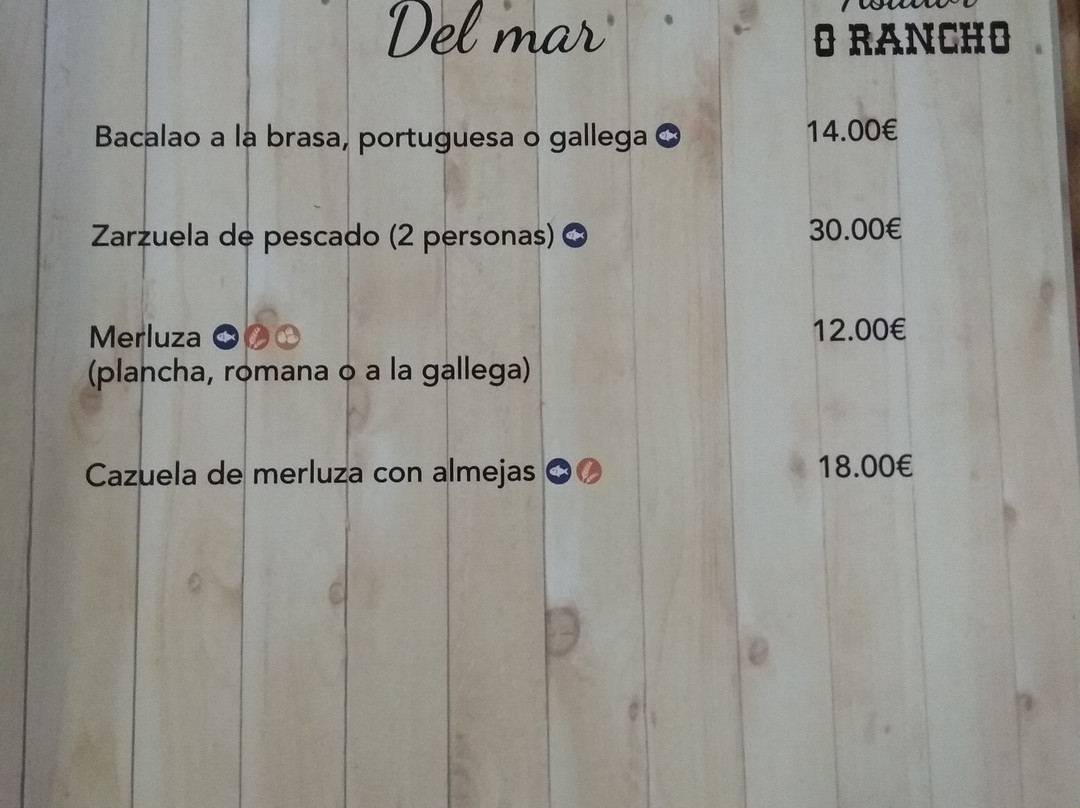 Del mar
O RANCHO
Bacalao a la brasa, portuguesa o gallega 14.00€
Zarzuela de pescado (2 personas) 30.00€
Merluza 12.00€
(plancha, romana o a la gallega)
Cazuela de merluza con almejas 18.00€